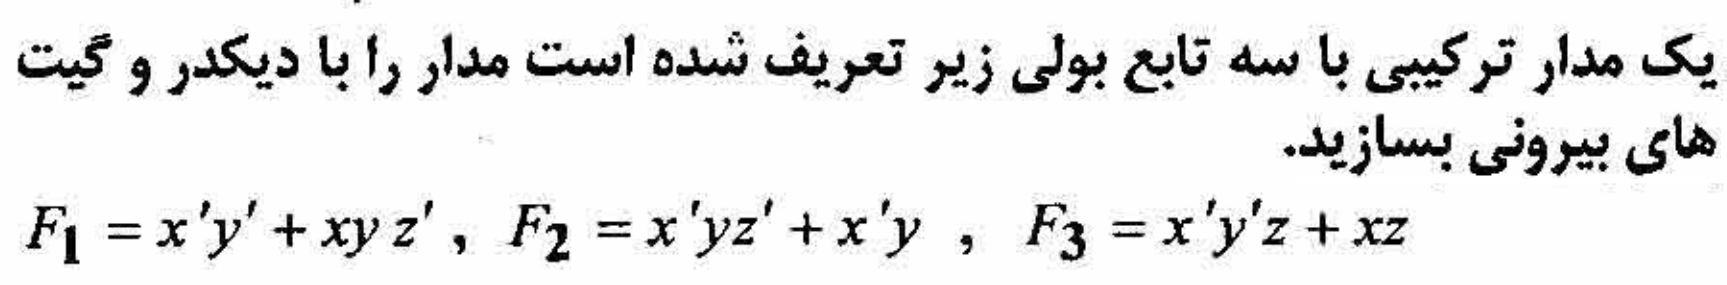 یک مدار ترکیبی با سه تابع بولی زیر تعریف شده است مدار را با دیکدر و گیت
های بیرونی بسازید.
F₁ = x′y′ + xy z′ , F₂ = x′yz′ + x′y , F₃ = x′y′z + xz